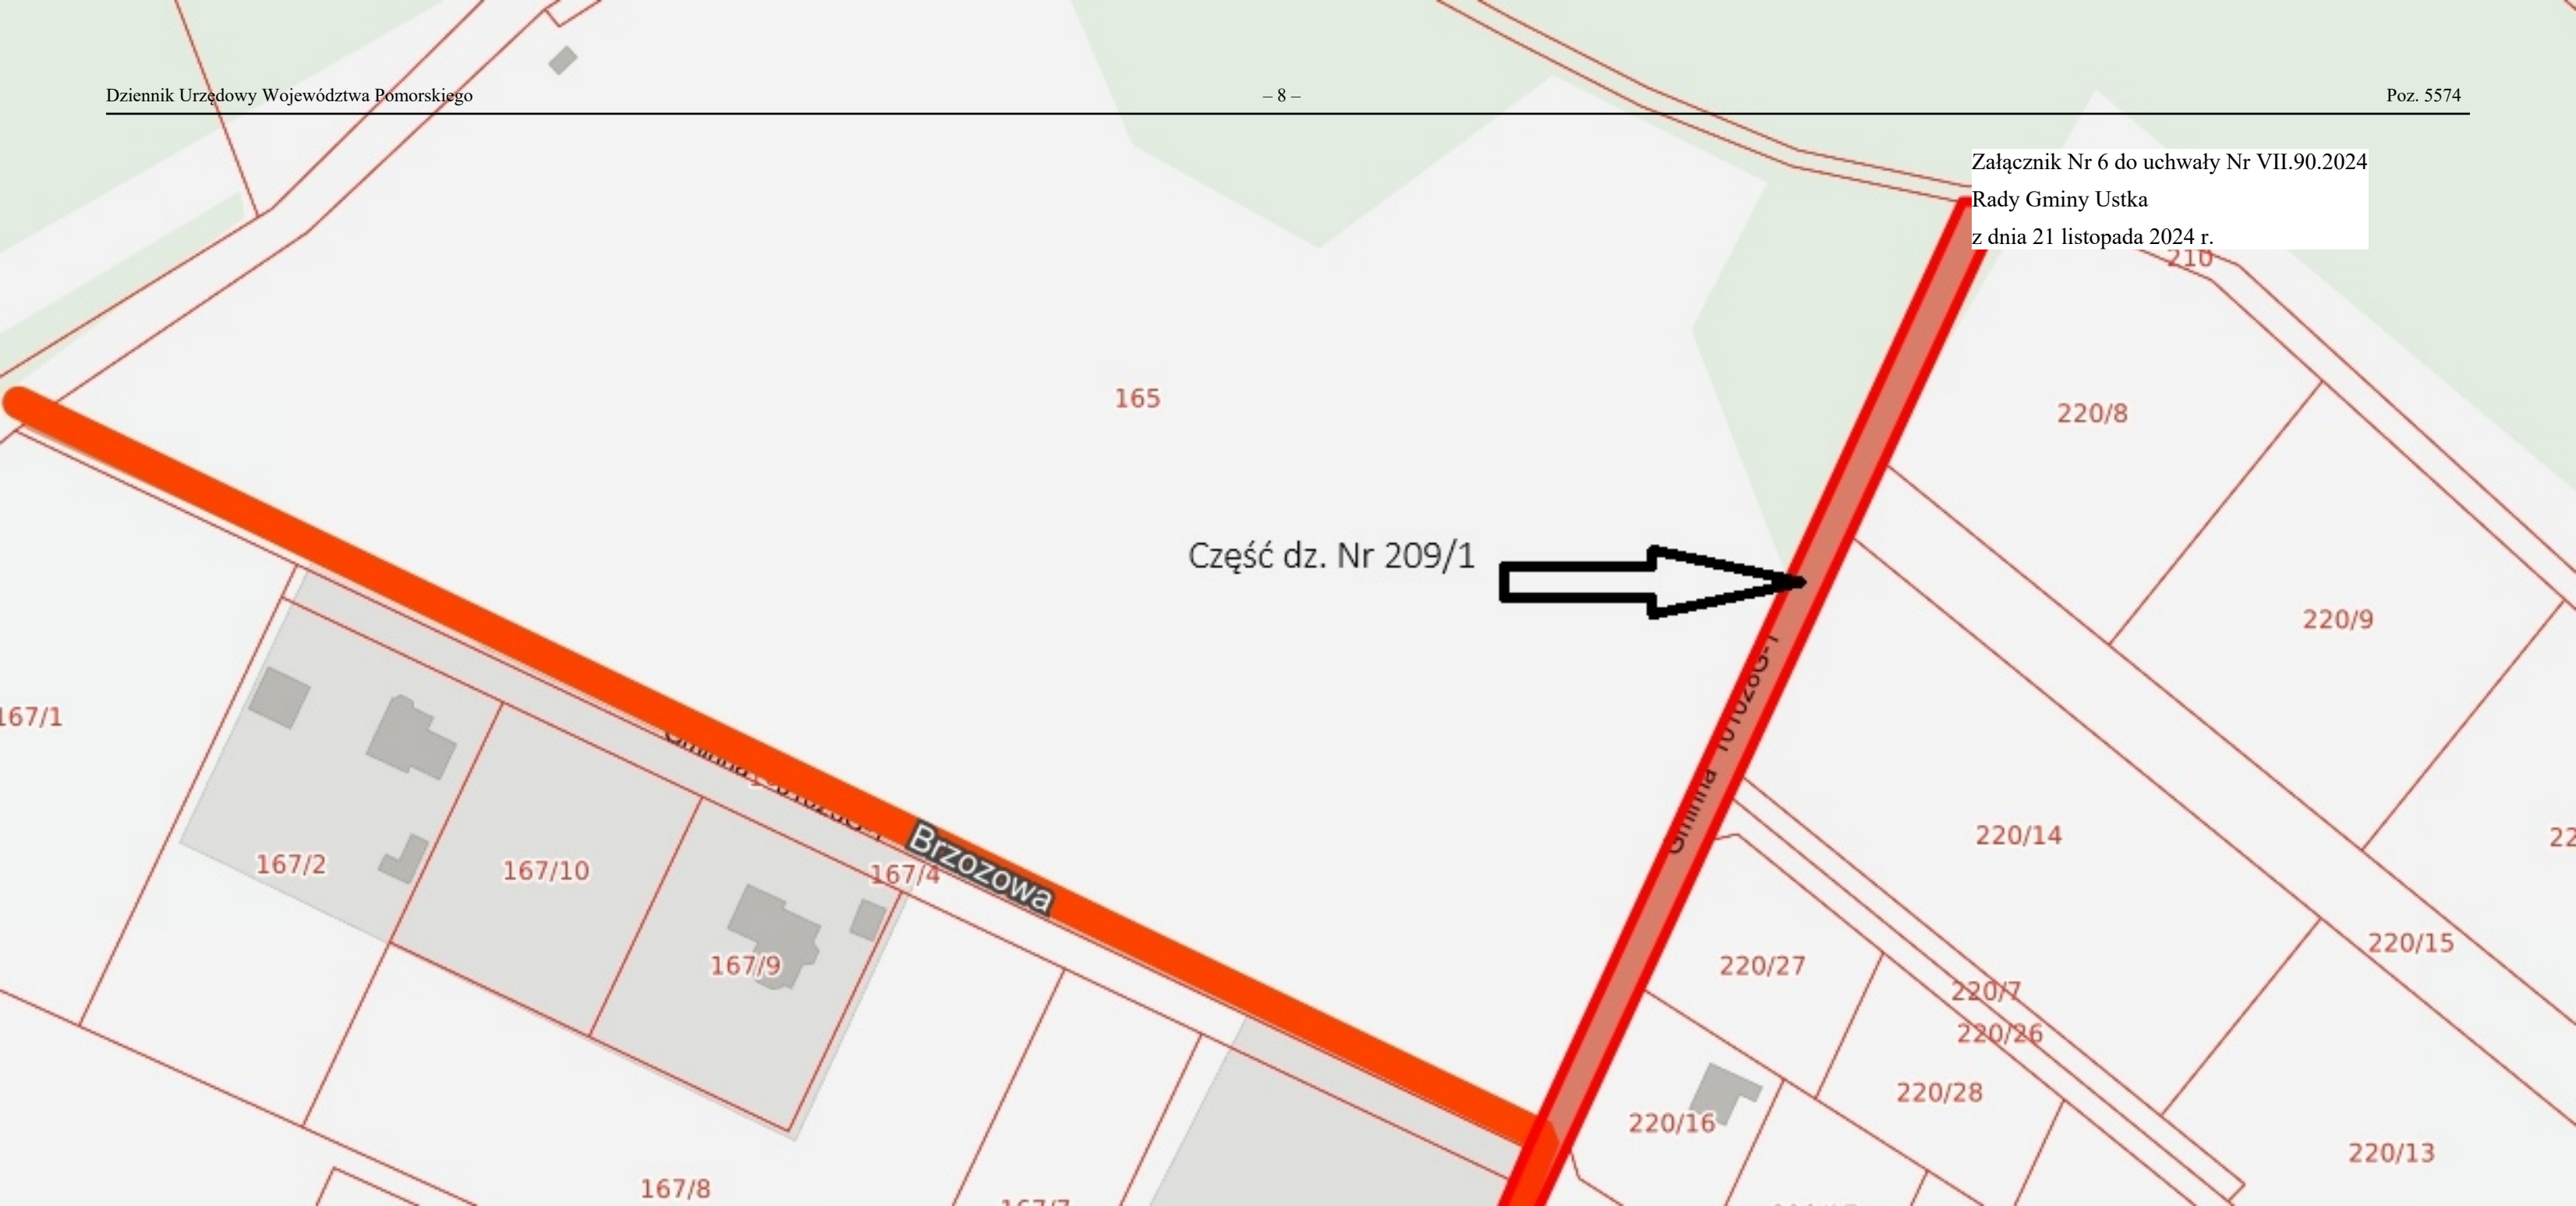 Dziennik Urzędowy Województwa Pomorskiego
– 8 –
Poz. 5574
Załącznik Nr 6 do uchwały Nr VII.90.2024
Rady Gminy Ustka
z dnia 21 listopada 2024 r.
210
165
220/8
Część dz. Nr 209/1
220/9
167/1
Gminna
Gminna
Brzozowa
220/14
167/2
167/10
167/4
220/15
167/9
220/27
220/7
220/26
220/28
220/16
220/13
167/8